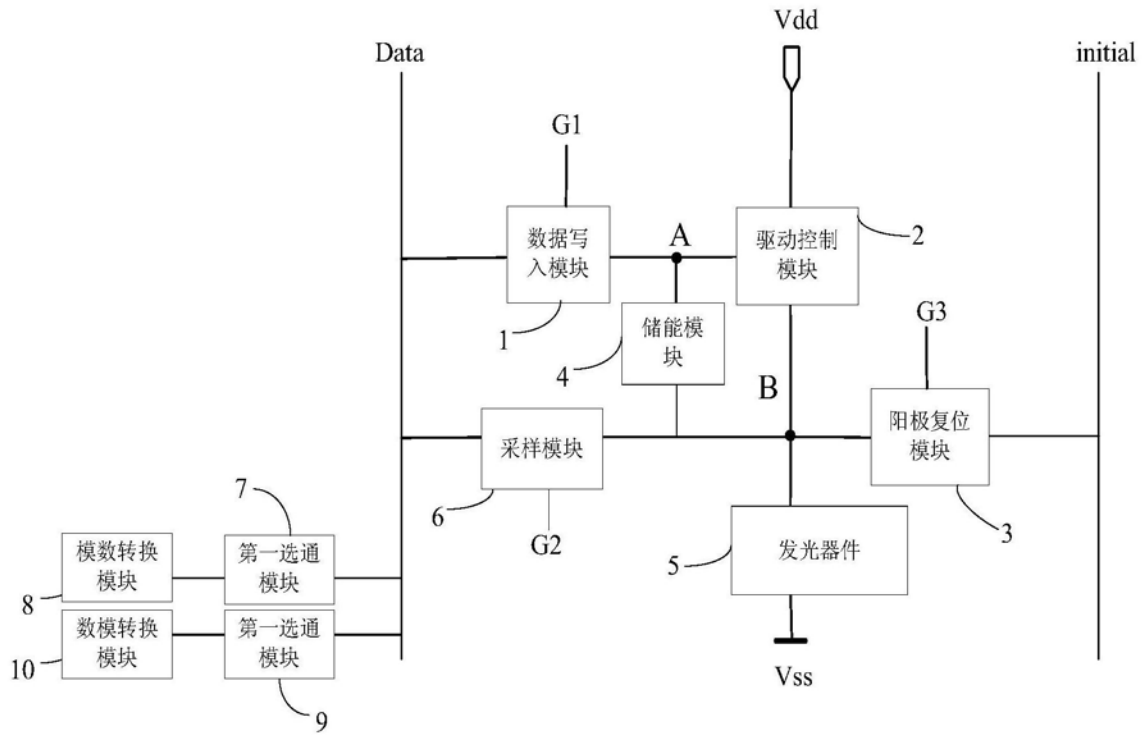 Vdd
Data
initial
G1
数据写
入模块
1
A
驱动控制
模块
2
储能模
块
4
G3
B
阳极复位
模块
3
采样模块
6
G2
7
发光器件
5
模数转换
模块
8
第一选通
模块
数模转换
模块
10
第一选通
模块
9
Vss